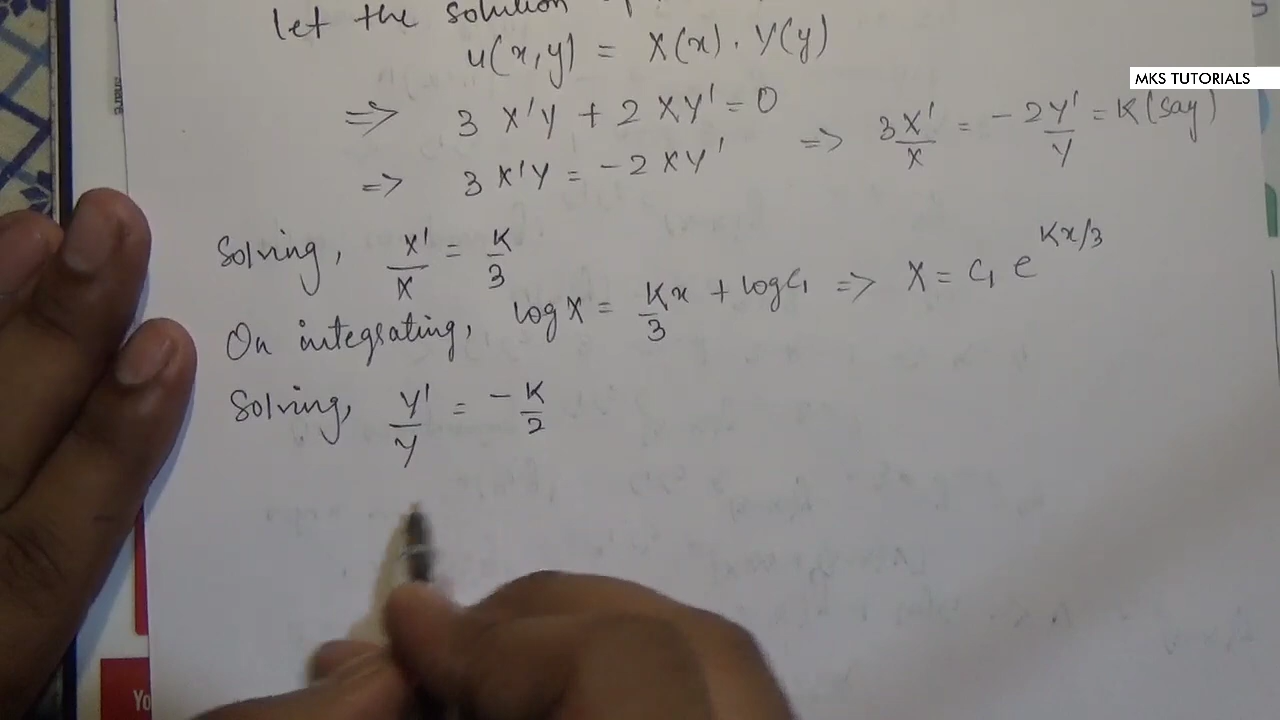 let the solution
u(x,y) = X(x) . Y(y)
MKS TUTORIALS
=> 3 X'Y + 2 XY' = 0
=> 3 X'Y = -2 XY' => 3X'/X = -2Y'/Y = K (say)
Solving, X'/X = K/3
On integrating, log X = K/3 x + log C₁ => X = C₁ e^{Kx/3}
Solving, Y'/Y = -K/2
Yo